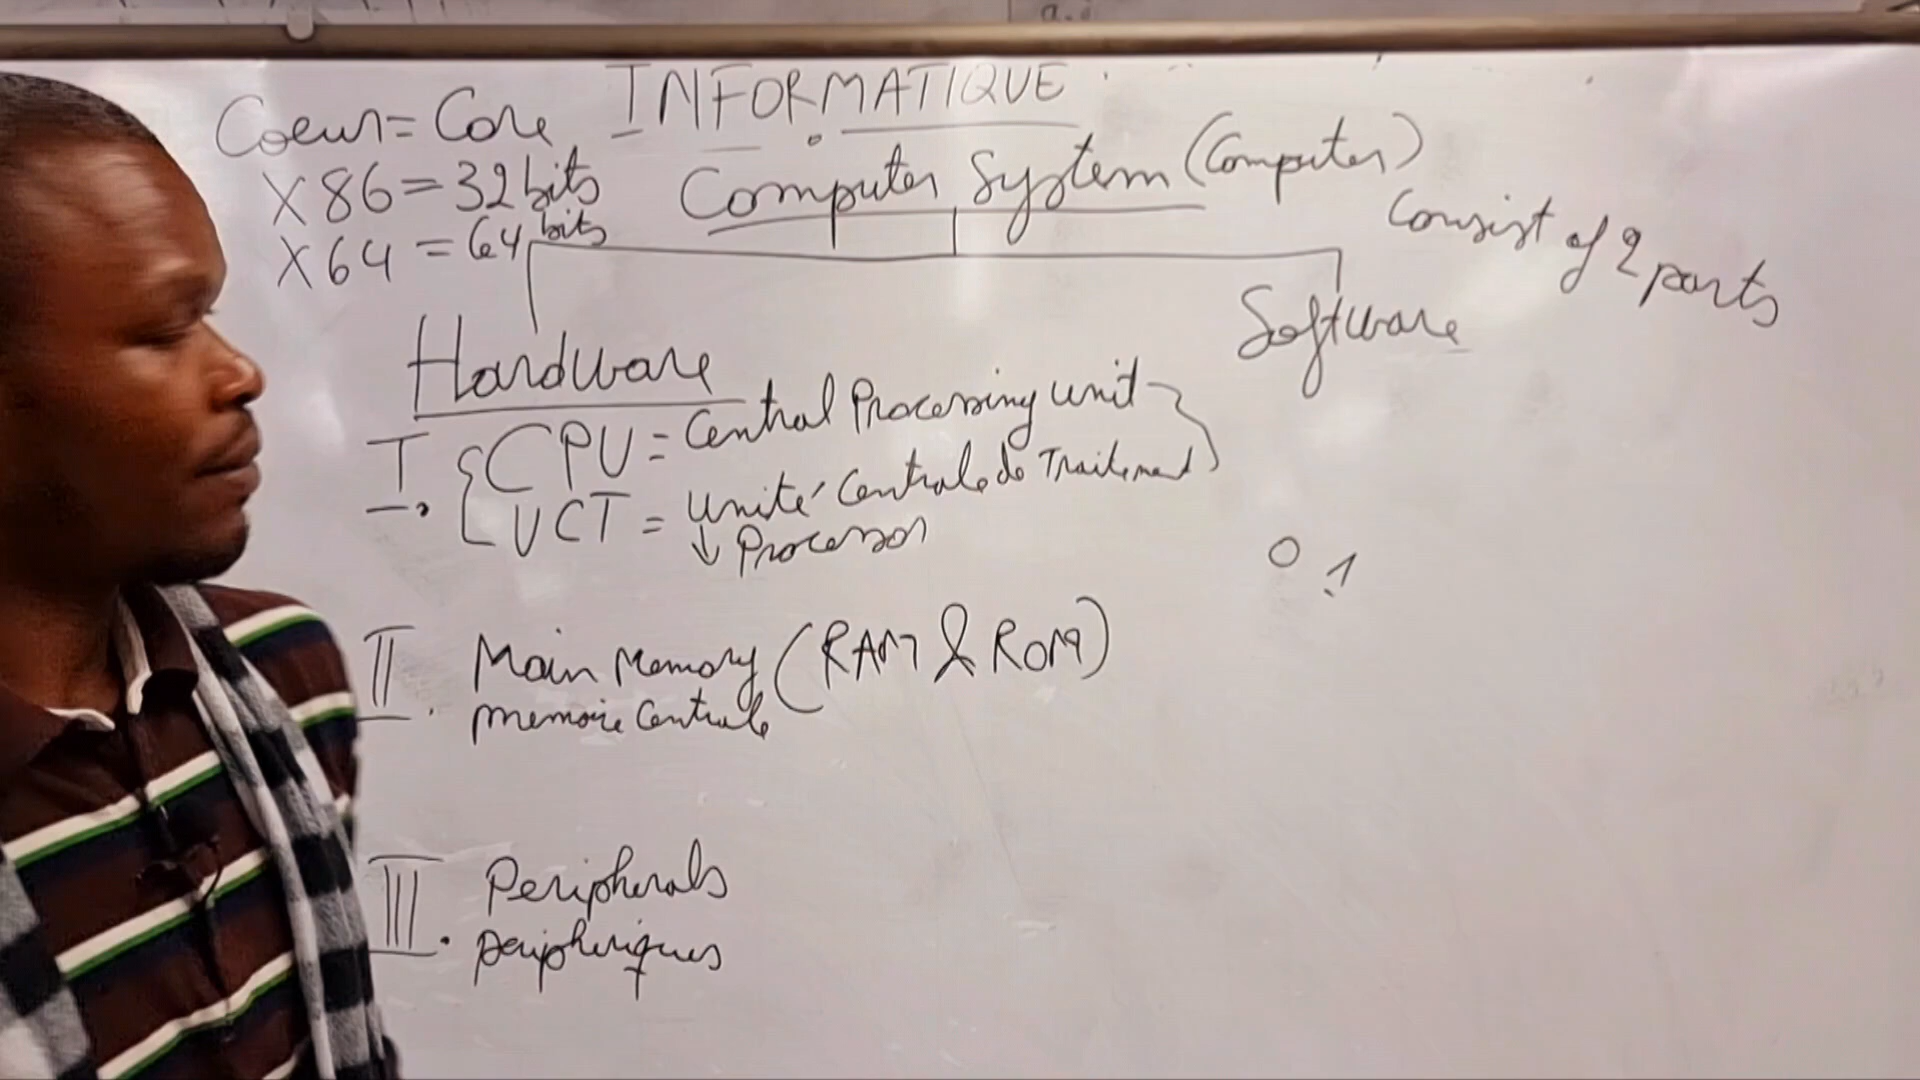 INFORMATIQUE
Coeur = Core
X86 = 32 bits
X64 = 64 bits
Computer System (Computer)
Consist of 2 parts
Hardware
Software
I. CPU = Central Processing unit
UCT = Unité Centrale de Traitement
↓ Processor
0 1
II. Main Memory (RAM & ROM)
Memoire Centrale
III. Peripherals
peripheriques